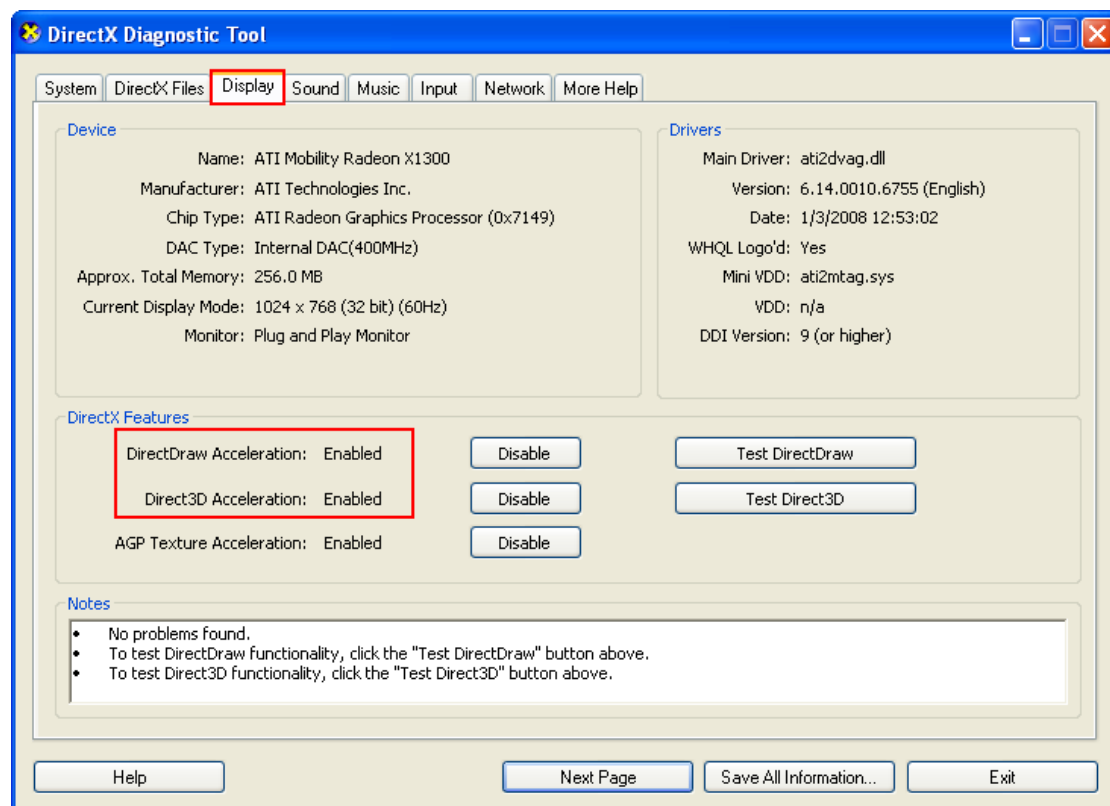 DirectX Diagnostic Tool
System DirectX Files Display Sound Music Input Network More Help
Device
Name: ATI Mobility Radeon X1300
Manufacturer: ATI Technologies Inc.
Chip Type: ATI Radeon Graphics Processor (0x7149)
DAC Type: Internal DAC(400MHz)
Approx. Total Memory: 256.0 MB
Current Display Mode: 1024 x 768 (32 bit) (60Hz)
Monitor: Plug and Play Monitor
Drivers
Main Driver: ati2dvag.dll
Version: 6.14.0010.6755 (English)
Date: 1/3/2008 12:53:02
WHQL Logo'd: Yes
Mini VDD: ati2mtag.sys
VDD: n/a
DDI Version: 9 (or higher)
DirectX Features
DirectDraw Acceleration: Enabled Disable Test DirectDraw
Direct3D Acceleration: Enabled Disable Test Direct3D
AGP Texture Acceleration: Enabled Disable
Notes
• No problems found.
• To test DirectDraw functionality, click the "Test DirectDraw" button above.
• To test Direct3D functionality, click the "Test Direct3D" button above.
Help Next Page Save All Information... Exit